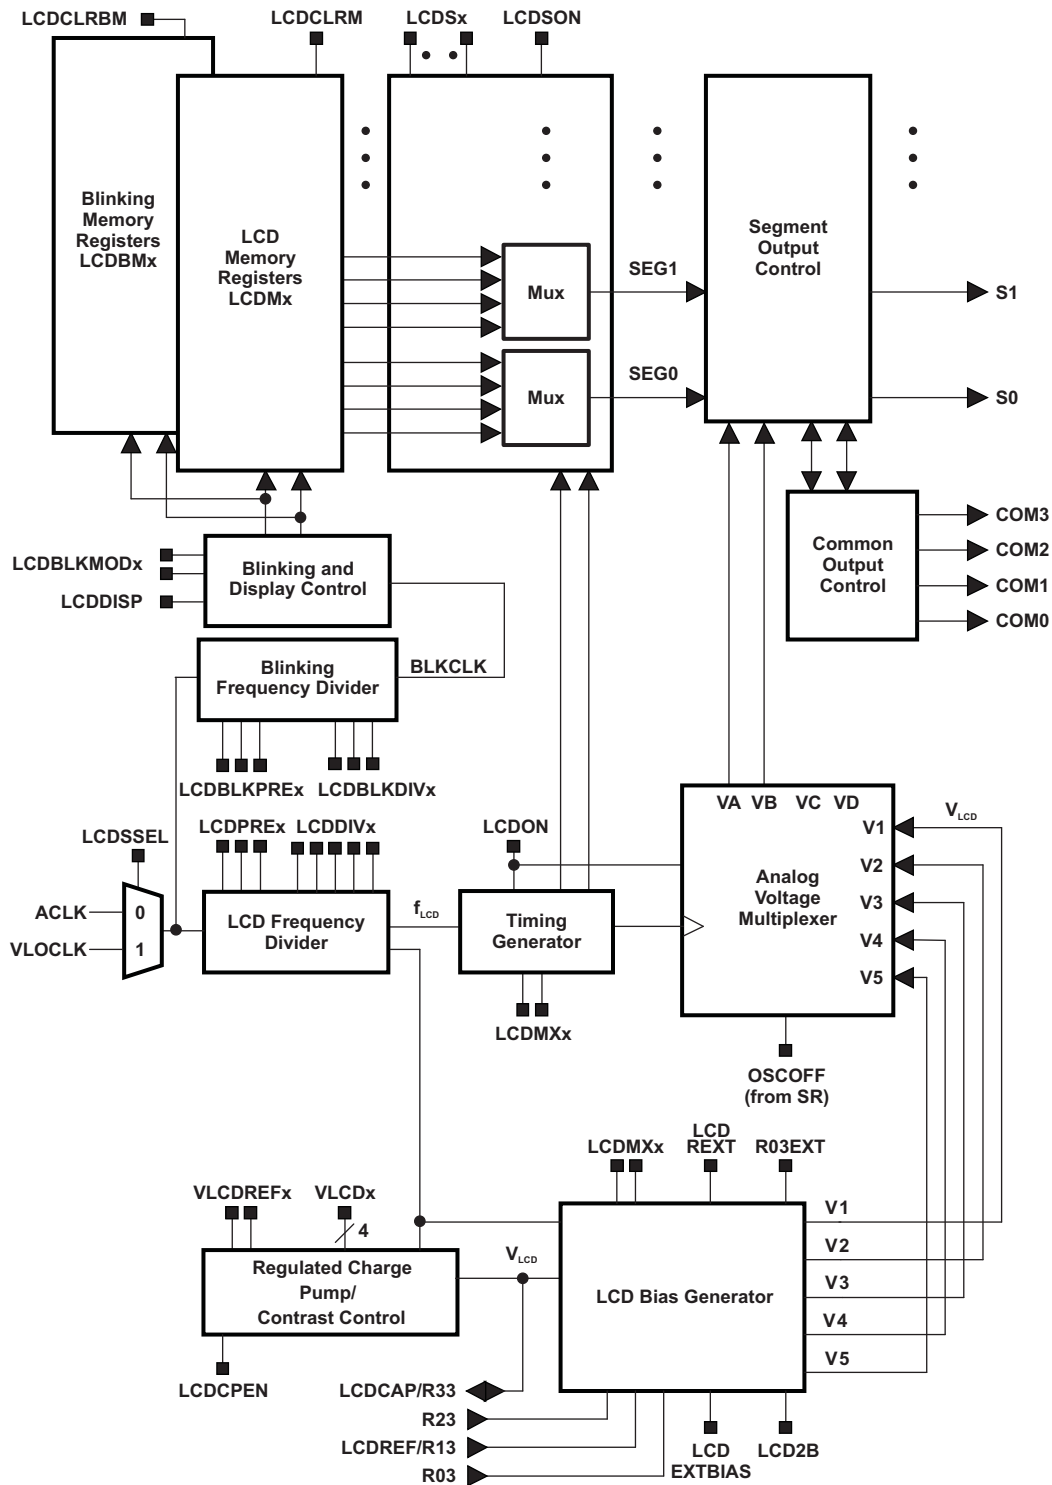 LCDCLRBM
LCDCLRM
LCDSx
LCDSON
Blinking
Memory
Registers
LCDBMx
LCD
Memory
Registers
LCDMx
Mux
Mux
SEG1
SEG0
Segment
Output
Control
S1
S0
Common
Output
Control
COM3
COM2
COM1
COM0
LCDBLKMODx
LCDDISP
Blinking and
Display Control
Blinking
Frequency Divider
BLKCLK
LCDBLKPREx
LCDBLKDIVx
LCDSSEL
LCDPREx
LCDDIVx
LCDON
ACLK
VLOCLK
0
1
LCD Frequency
Divider
fLCD
Timing
Generator
LCDMXx
VA VB VC VD
Analog
Voltage
Multiplexer
V1
V2
V3
V4
V5
VLCD
OSCOFF
(from SR)
LCDMXx
LCD
REXT
R03EXT
VLCDREFx
VLCDx
4
Regulated Charge
Pump/
Contrast Control
VLCD
LCD Bias Generator
V1
V2
V3
V4
V5
LCDCPEN
LCDCAP/R33
R23
LCDREF/R13
R03
LCD
EXTBIAS
LCD2B